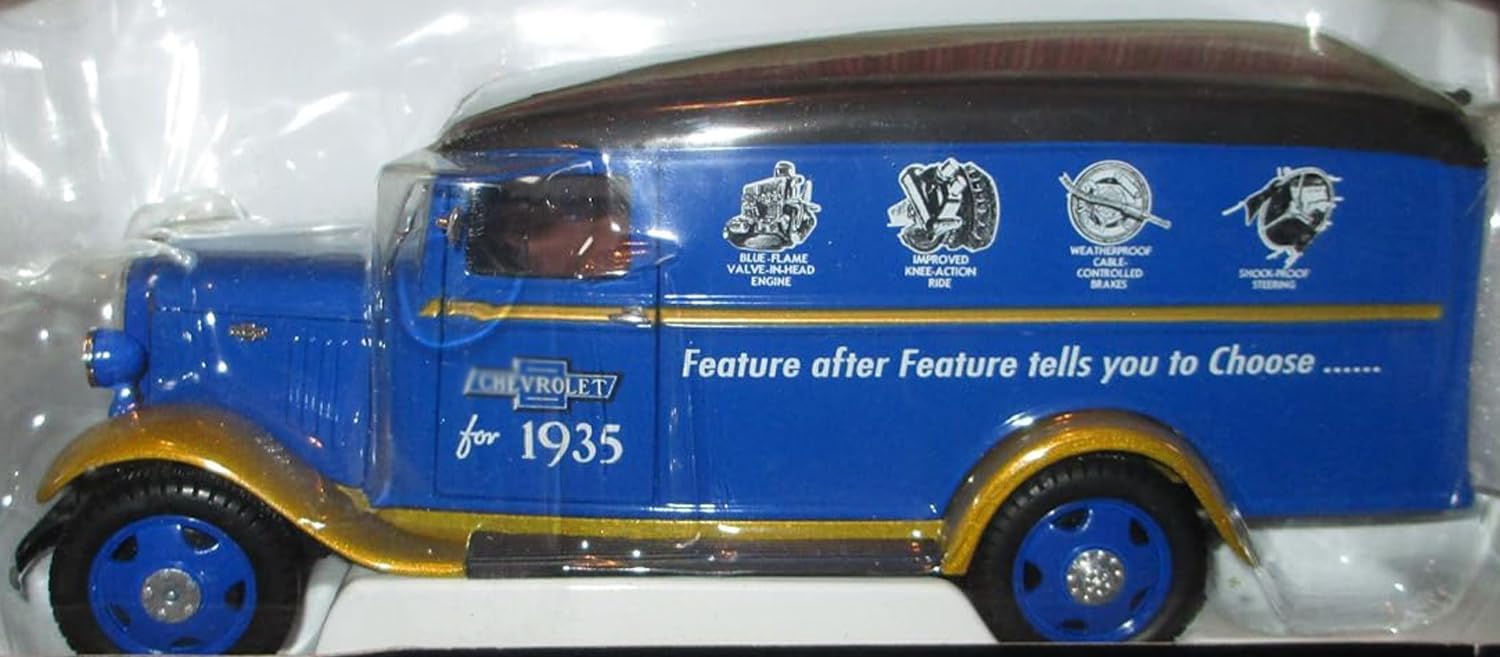 BLUE-FLAME
VALVE-IN-HEAD
ENGINE
IMPROVED
KNEE-ACTION
RIDE
WEATHERPROOF
CABLE-
CONTROLLED
BRAKES
SHOCK-PROOF
STEERING
Feature after Feature tells you to Choose ......
CHEVROLET
for 1935